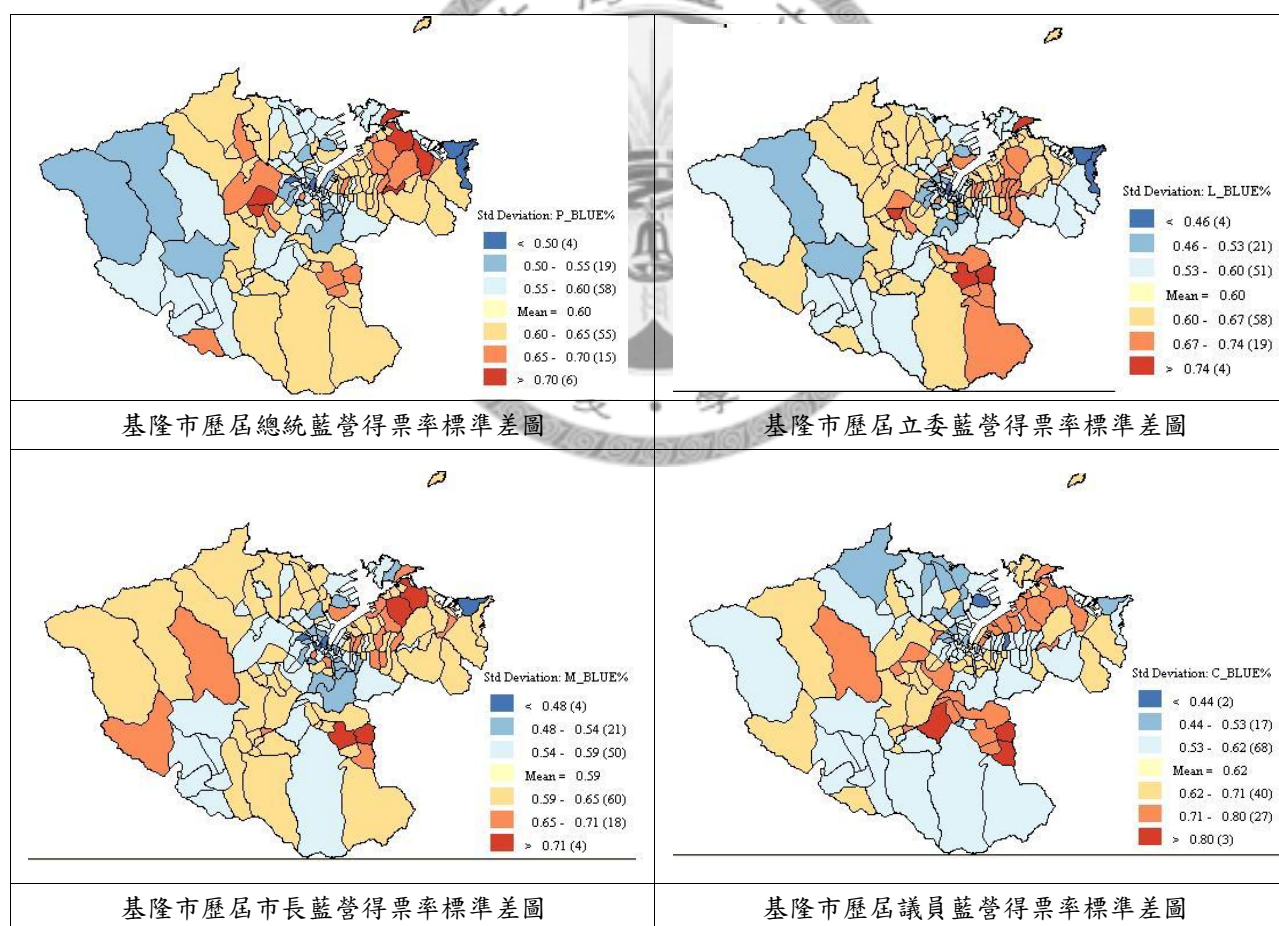 Std Deviation: P_BLUE%
< 0.50 (4)
0.50 - 0.55 (19)
0.55 - 0.60 (58)
Mean = 0.60
0.60 - 0.65 (55)
0.65 - 0.70 (15)
> 0.70 (6)
Std Deviation: L_BLUE%
< 0.46 (4)
0.46 - 0.53 (21)
0.53 - 0.60 (51)
Mean = 0.60
0.60 - 0.67 (58)
0.67 - 0.74 (19)
> 0.74 (4)
基隆市歷屆總統藍營得票率標準差圖
基隆市歷屆立委藍營得票率標準差圖
Std Deviation: M_BLUE%
< 0.48 (4)
0.48 - 0.54 (21)
0.54 - 0.59 (50)
Mean = 0.59
0.59 - 0.65 (60)
0.65 - 0.71 (18)
> 0.71 (4)
Std Deviation: C_BLUE%
< 0.44 (2)
0.44 - 0.53 (17)
0.53 - 0.62 (68)
Mean = 0.62
0.62 - 0.71 (40)
0.71 - 0.80 (27)
> 0.80 (3)
基隆市歷屆市長藍營得票率標準差圖
基隆市歷屆議員藍營得票率標準差圖